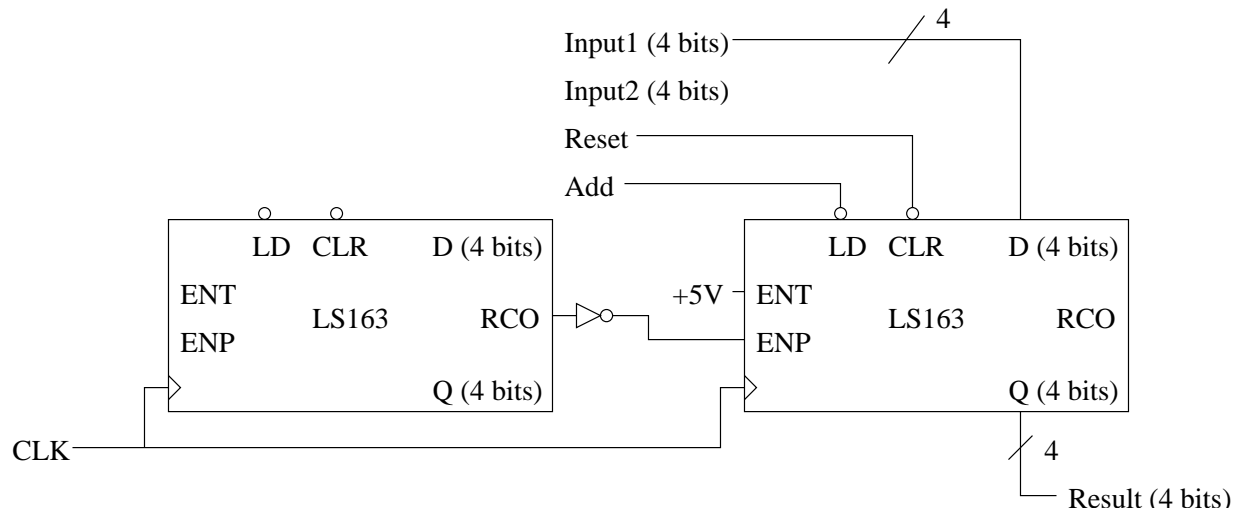 4
Input1 (4 bits)
Input2 (4 bits)
Reset
Add
LD CLR D (4 bits)
ENT
LS163 RCO
ENP
Q (4 bits)
+5V
LD CLR D (4 bits)
ENT
LS163 RCO
ENP
Q (4 bits)
CLK
4
Result (4 bits)